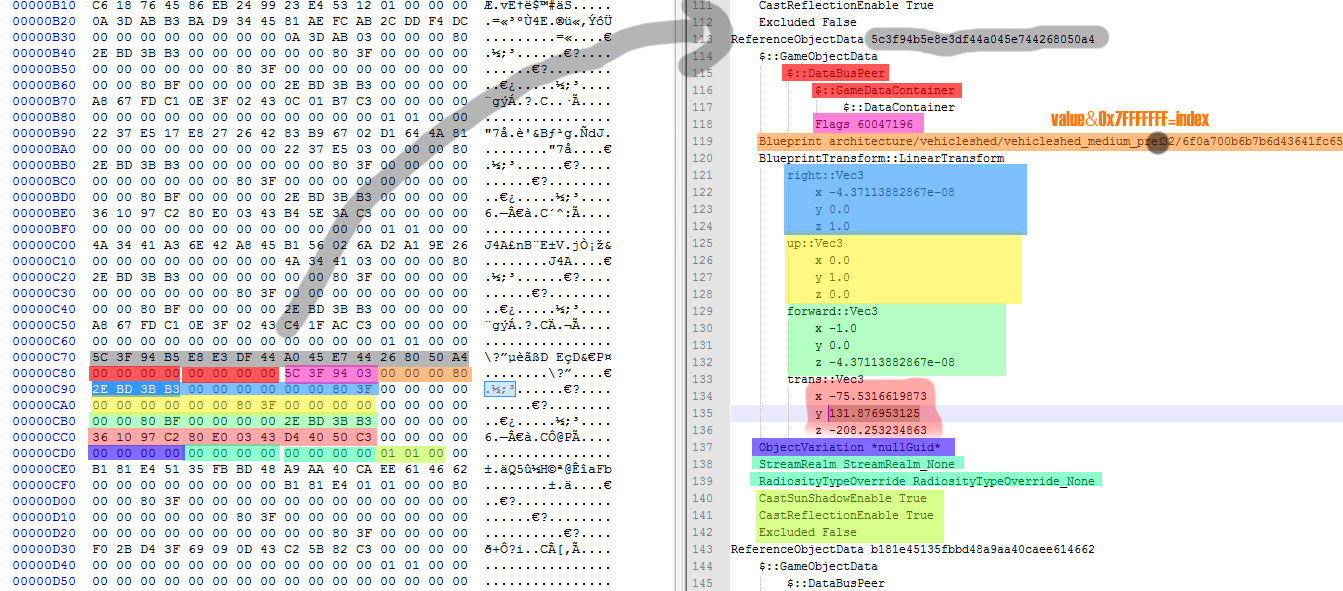 00000B10 C6 18 76 45 86 EB 24 99 23 E4 53 12 01 00 00 00 Æ.vE†ë$™#äS.....
00000B20 0A 3D AB B3 BA D9 34 45 81 AE FC AB 2C DD F4 DC .=«³ºÙ4E.®ü«,ÝôÜ
00000B30 00 00 00 00 00 00 00 00 0A 3D AB 03 00 00 00 80 .........=«....€
00000B40 2E BD 3B B3 00 00 00 00 00 00 80 3F 00 00 00 00 .½;³......€?....
00000B50 00 00 00 00 00 00 80 3F 00 00 00 00 00 00 00 00 ......€?........
00000B60 00 00 80 BF 00 00 00 00 2E BD 3B B3 00 00 00 00 ..€¿.....½;³....
00000B70 A8 67 FD C1 0E 3F 02 43 0C 01 B7 C3 00 00 00 00 ¨gýÁ.?.C..·Ã....
00000B80 00 00 00 00 00 00 00 00 00 00 00 00 01 01 00 00 ................
00000B90 22 37 E5 17 E8 27 26 42 83 B9 67 02 D1 64 4A 81 "7å.è'&Bƒ¹g.ÑdJ.
00000BA0 00 00 00 00 00 00 00 00 22 37 E5 03 00 00 00 80 ........"7å....€
00000BB0 2E BD 3B B3 00 00 00 00 00 00 80 3F 00 00 00 00 .½;³......€?....
00000BC0 00 00 00 00 00 00 80 3F 00 00 00 00 00 00 00 00 ......€?........
00000BD0 00 00 80 BF 00 00 00 00 2E BD 3B B3 00 00 00 00 ..€¿.....½;³....
00000BE0 36 10 97 C2 80 E0 03 43 B4 5E 3A C3 00 00 00 00 6.—Â€à.C´^:Ã....
00000BF0 00 00 00 00 00 00 00 00 00 00 00 00 01 01 00 00 ................
00000C00 4A 34 41 A3 6E 42 A8 45 B1 56 02 6A D2 A1 9E 26 J4A£nB¨E±V.jÒ¡ž&
00000C10 00 00 00 00 00 00 00 00 4A 34 41 03 00 00 00 80 ........J4A....€
00000C20 2E BD 3B B3 00 00 00 00 00 00 80 3F 00 00 00 00 .½;³......€?....
00000C30 00 00 00 00 00 00 80 3F 00 00 00 00 00 00 00 00 ......€?........
00000C40 00 00 80 BF 00 00 00 00 2E BD 3B B3 00 00 00 00 ..€¿.....½;³....
00000C50 A8 67 FD C1 0E 3F 02 43 C4 1F AC C3 00 00 00 00 ¨gýÁ.?.CÄ.¬Ã....
00000C60 00 00 00 00 00 00 00 00 00 00 00 00 01 01 00 00 ................
00000C70 5C 3F 94 B5 E8 E3 DF 44 A0 45 E7 44 26 80 50 A4 \?”µèãßD EçD&€P¤
00000C80 00 00 00 00 00 00 00 00 5C 3F 94 03 00 00 00 80 ........\?”....€
00000C90 2E BD 3B B3 00 00 00 00 00 00 80 3F 00 00 00 00 .½;³......€?....
00000CA0 00 00 00 00 00 00 80 3F 00 00 00 00 00 00 00 00 ......€?........
00000CB0 00 00 80 BF 00 00 00 00 2E BD 3B B3 00 00 00 00 ..€¿.....½;³....
00000CC0 36 10 97 C2 80 E0 03 43 D4 40 50 C3 00 00 00 00 6.—Â€à.CÔ@PÃ....
00000CD0 00 00 00 00 00 00 00 00 00 00 00 00 01 01 00 00 ................
00000CE0 B1 81 E4 51 35 FB BD 48 A9 AA 40 CA EE 61 46 62 ±.äQ5û½H©ª@ÊîaFb
00000CF0 00 00 00 00 00 00 00 00 B1 81 E4 01 01 00 00 80 ........±.ä....€
00000D00 00 00 80 3F 00 00 00 00 00 00 00 00 00 00 00 00 ..€?............
00000D10 00 00 00 00 00 00 80 3F 00 00 00 00 00 00 00 00 ......€?........
00000D20 00 00 00 00 00 00 00 00 00 00 80 3F 00 00 00 00 ..........€?....
00000D30 F0 2B D4 3F 69 09 0D 43 C2 5B 82 C3 00 00 00 00 ð+Ô?i..CÂ[‚Ã....
00000D40 00 00 00 00 00 00 00 00 00 00 00 00 01 01 00 00 ................
00000D50 00 00 00 00 00 00 00 00 00 00 00 00 00 00 00 00 ................
111 CastReflectionEnable True
112 Excluded False
113 ReferenceObjectData 5c3f94b5e8e3df44a045e744268050a4
114 $::GameObjectData
115 $::DataBusPeer
116 $::GameDataContainer
117 $::DataContainer
118 Flags 60047196
value&0x7FFFFFFF=index
119 Blueprint architecture/vehicleshed/vehicleshed_medium_pref32/6f0a700b6b7b6d43641fc65
120 BlueprintTransform::LinearTransform
121 right::Vec3
122 x -4.37113882867e-08
123 y 0.0
124 z 1.0
125 up::Vec3
126 x 0.0
127 y 1.0
128 z 0.0
129 forward::Vec3
130 x -1.0
131 y 0.0
132 z -4.37113882867e-08
133 trans::Vec3
134 x -75.5316619873
135 y 131.876953125
136 z -208.253234863
137 ObjectVariation *nullGuid*
138 StreamRealm StreamRealm_None
139 RadiosityTypeOverride RadiosityTypeOverride_None
140 CastSunShadowEnable True
141 CastReflectionEnable True
142 Excluded False
143 ReferenceObjectData b181e45135fbbd48a9aa40caee614662
144 $::GameObjectData
145 $::DataBusPeer